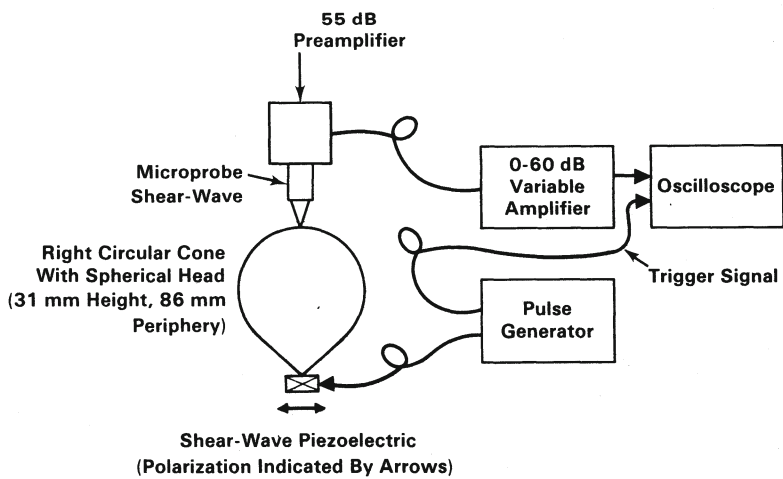 55 dB
Preamplifier
Microprobe
Shear-Wave
0-60 dB
Variable
Amplifier
Oscilloscope
Right Circular Cone
With Spherical Head
(31 mm Height, 86 mm
Periphery)
Trigger Signal
Pulse
Generator
Shear-Wave Piezoelectric
(Polarization Indicated By Arrows)